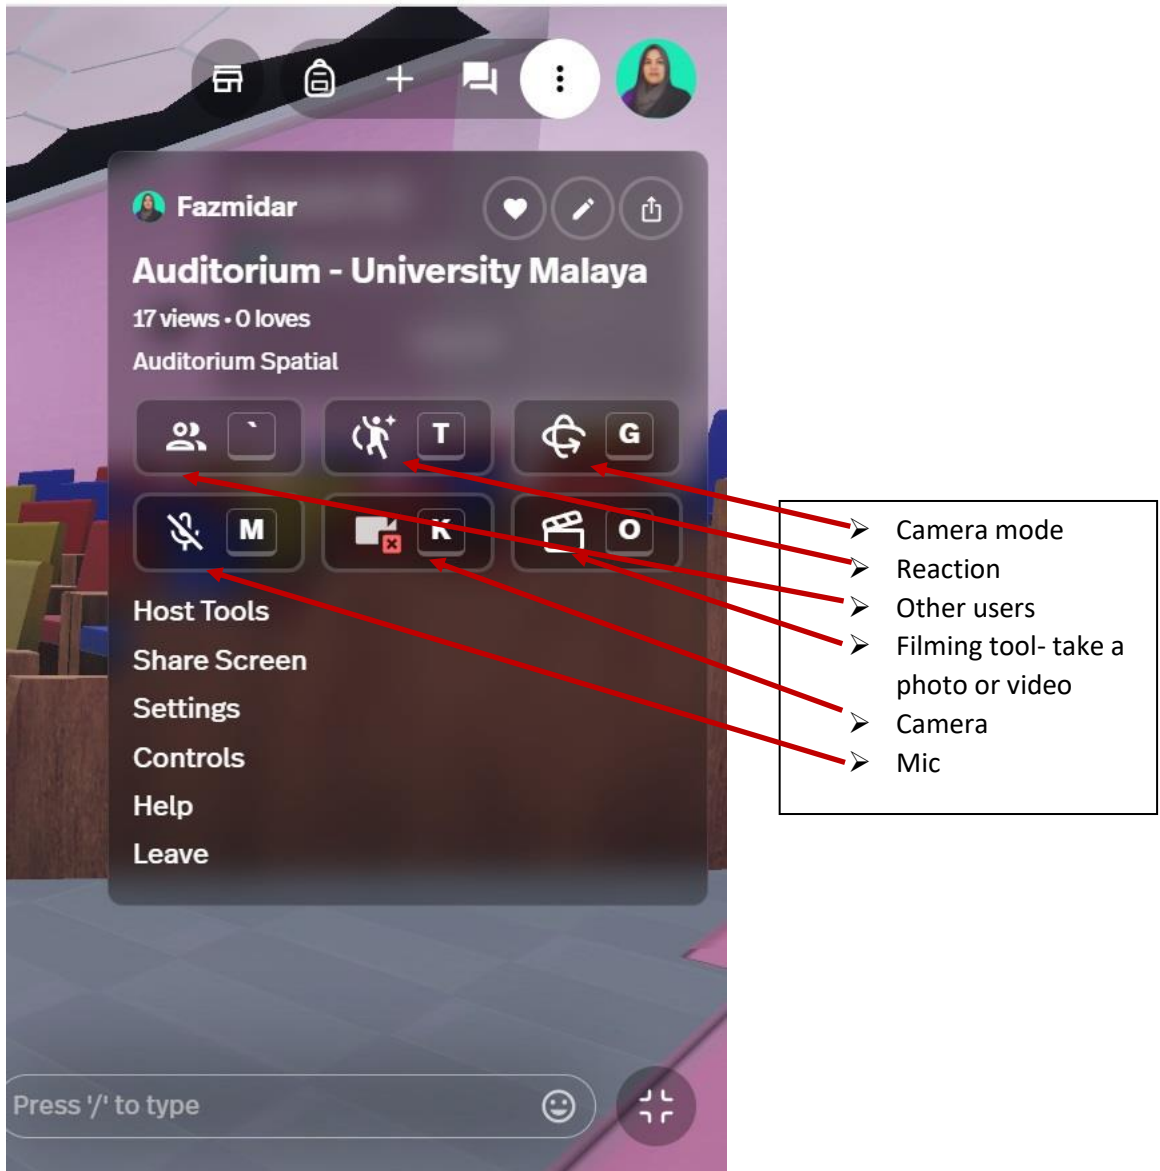 Fazmidar
Auditorium - University Malaya
17 views • 0 loves
Auditorium Spatial
` T G
M K O
Host Tools
Share Screen
Settings
Controls
Help
Leave
Press '/' to type
➢ Camera mode
➢ Reaction
➢ Other users
➢ Filming tool- take a
photo or video
➢ Camera
➢ Mic